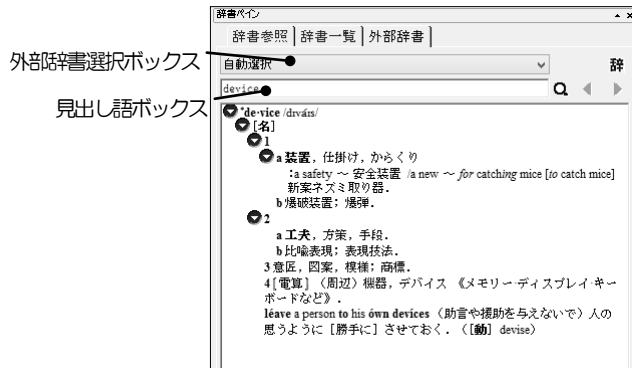 辞書ペイン
辞書参照 辞書一覧 外部辞書
外部辞書選択ボックス
自動選択 辞
見出し語ボックス
device
*de·vice /dɪváɪs/
[名]
1
a 装置，仕掛け，からくり
:a safety ～ 安全装置 /a new ～ for catching mice [to catch mice]
新案ネズミ取り器．
b 爆破装置；爆弾．
2
a 工夫，方策，手段．
b 比喩表現；表現技法．
3 意匠，図案，模様；商標．
4 [電算] （周辺）機器，デバイス 《メモリー·ディスプレイ·キー
ボードなど》．
léave a person to his ówn devices （助言や援助を与えないで）人の
思うように［勝手に］させておく．（[動] devise）